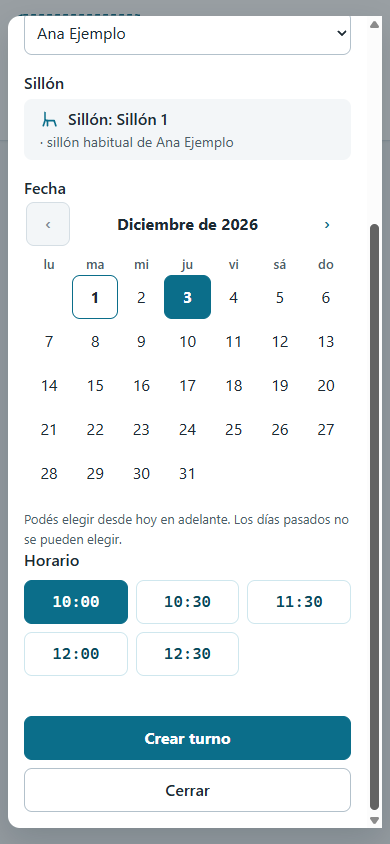 Ana Ejemplo
Sillón
Sillón: Sillón 1
· sillón habitual de Ana Ejemplo
Fecha
‹ Diciembre de 2026 ›
lu ma mi ju vi sá do
1 2 3 4 5 6
7 8 9 10 11 12 13
14 15 16 17 18 19 20
21 22 23 24 25 26 27
28 29 30 31
Podés elegir desde hoy en adelante. Los días pasados no
se pueden elegir.
Horario
10:00 10:30 11:30
12:00 12:30
Crear turno
Cerrar